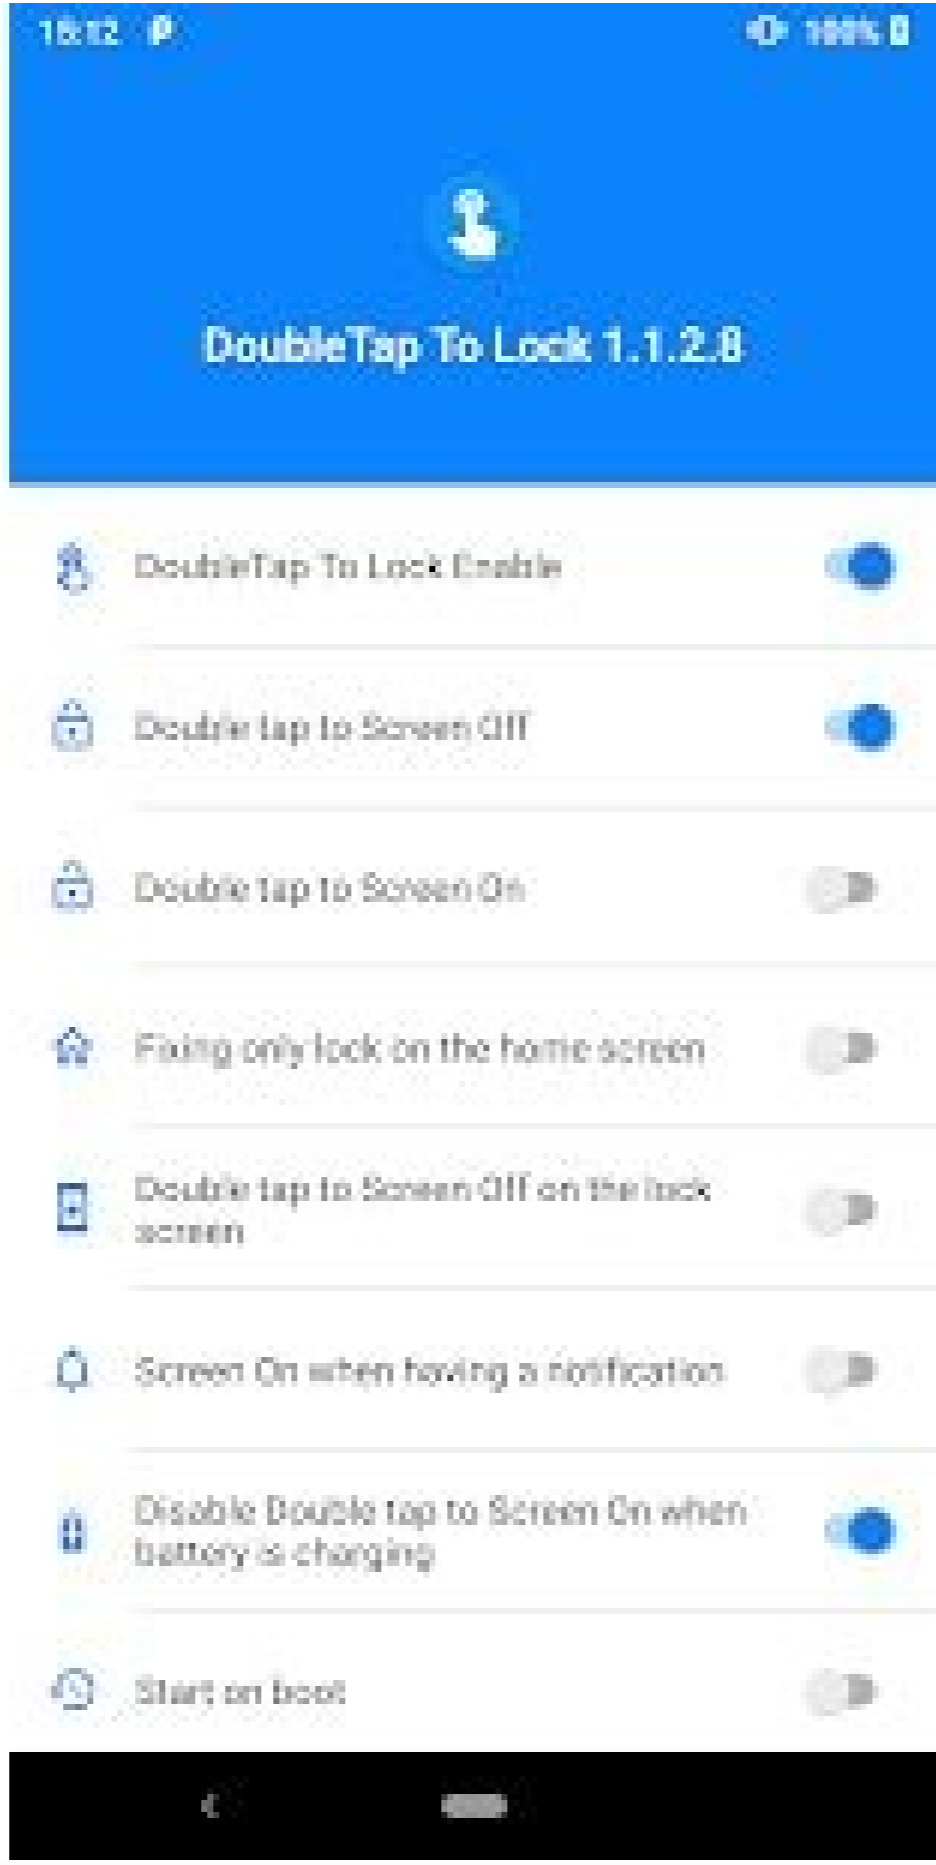 100%
DoubleTap To Lock 1.1.2.8
DoubleTap To Lock Enable
Double tap to Screen Off
Double tap to Screen On
Fixing only lock on the home screen
Double tap to Screen Off on the lock
screen
Screen On when having a notification
Disable Double tap to Screen On when
battery is charging
Start on boot